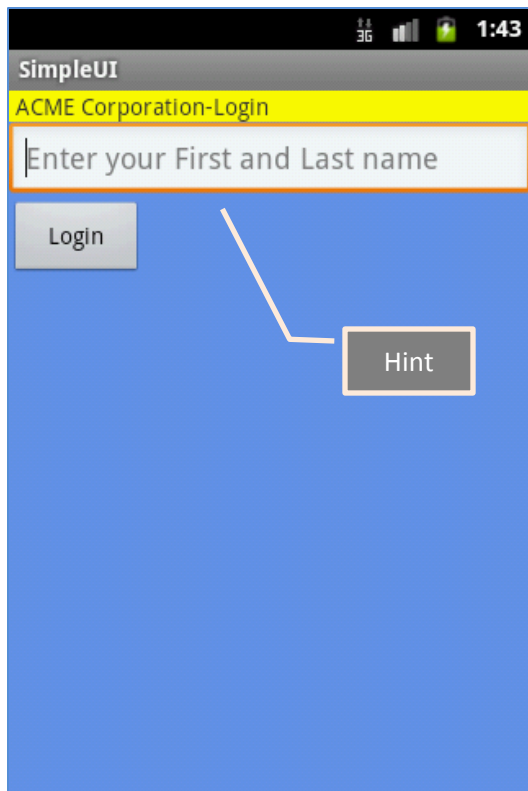 3G 1:43
SimpleUI
ACME Corporation-Login
Enter your First and Last name
Login
Hint